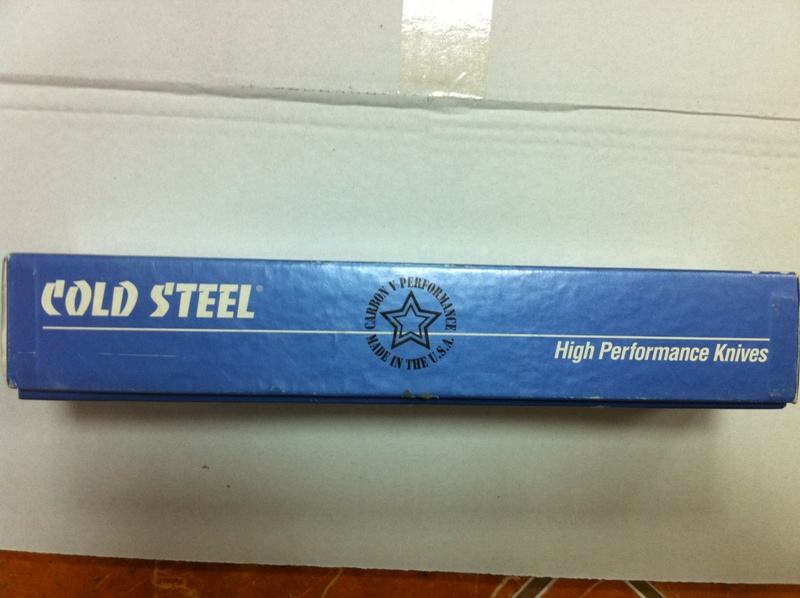 COLD STEEL®
CARBON V PERFORMANCE
MADE IN THE U.S.A.
High Performance Knives